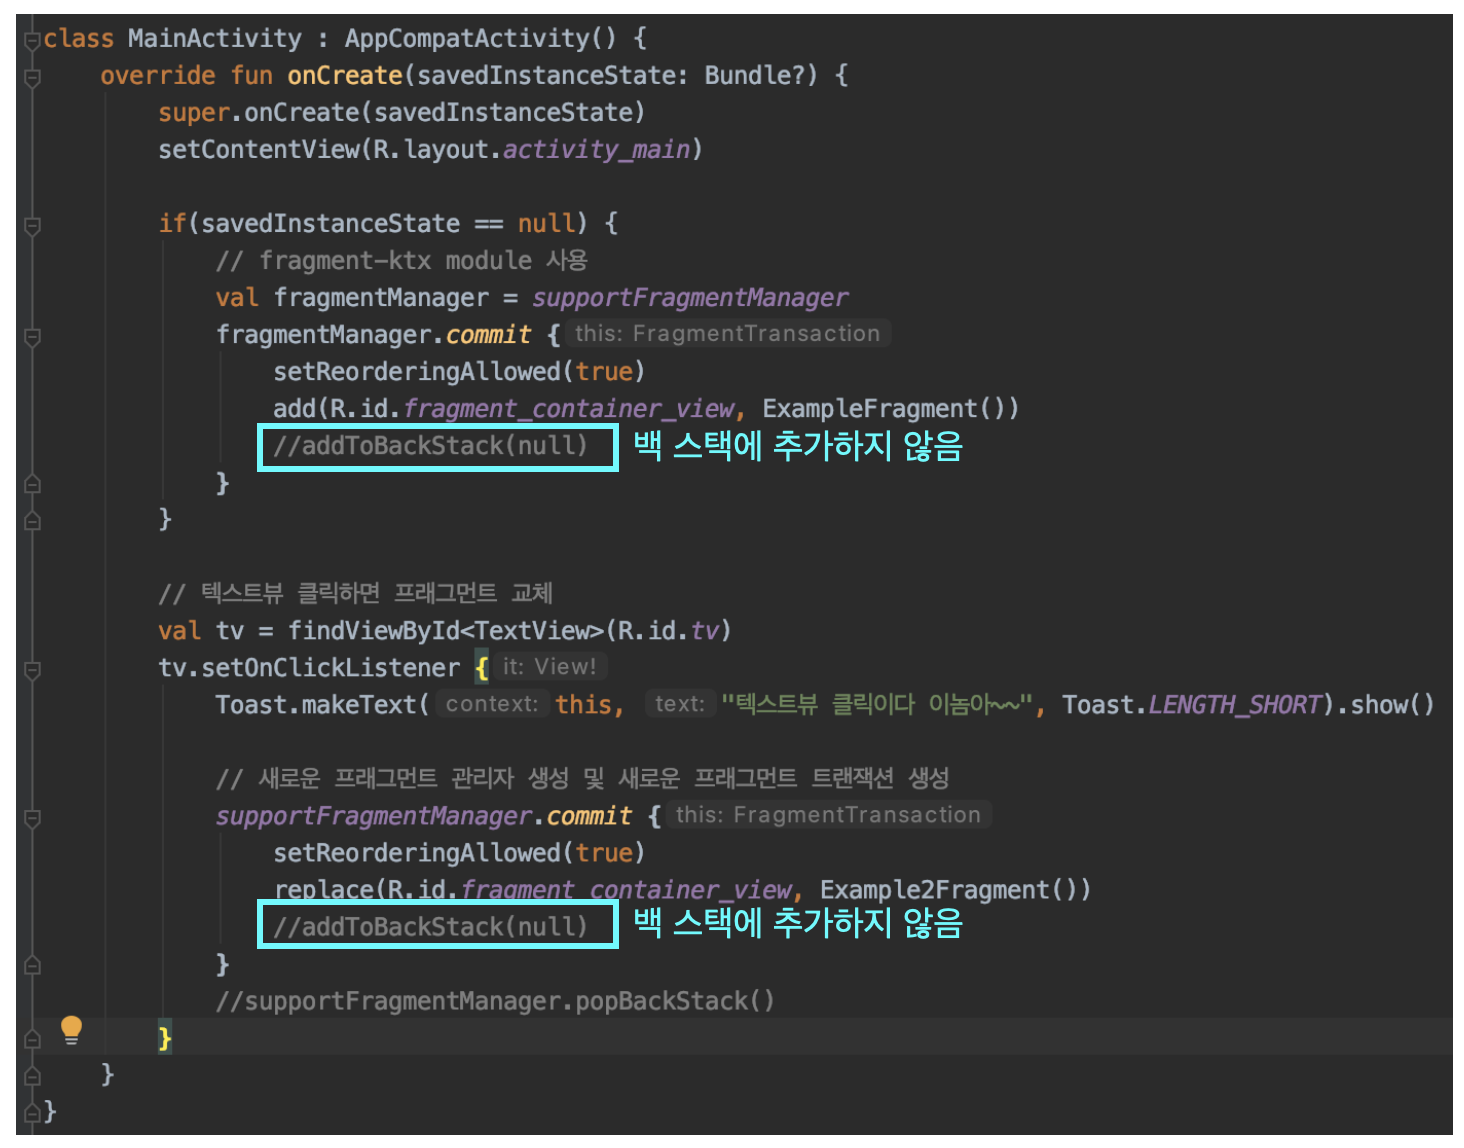 class MainActivity : AppCompatActivity() {
override fun onCreate(savedInstanceState: Bundle?) {
super.onCreate(savedInstanceState)
setContentView(R.layout.activity_main)
if(savedInstanceState == null) {
// fragment-ktx module 사용
val fragmentManager = supportFragmentManager
fragmentManager.commit { this: FragmentTransaction
setReorderingAllowed(true)
add(R.id.fragment_container_view, ExampleFragment())
//addToBackStack(null) 백 스택에 추가하지 않음
}
}
// 텍스트뷰 클릭하면 프래그먼트 교체
val tv = findViewById<TextView>(R.id.tv)
tv.setOnClickListener { it: View!
Toast.makeText( context: this, text: "텍스트뷰 클릭이다 이놈아~~", Toast.LENGTH_SHORT).show()
// 새로운 프래그먼트 관리자 생성 및 새로운 프래그먼트 트랜잭션 생성
supportFragmentManager.commit { this: FragmentTransaction
setReorderingAllowed(true)
replace(R.id.fragment_container_view, Example2Fragment())
//addToBackStack(null) 백 스택에 추가하지 않음
}
//supportFragmentManager.popBackStack()
}
}
}